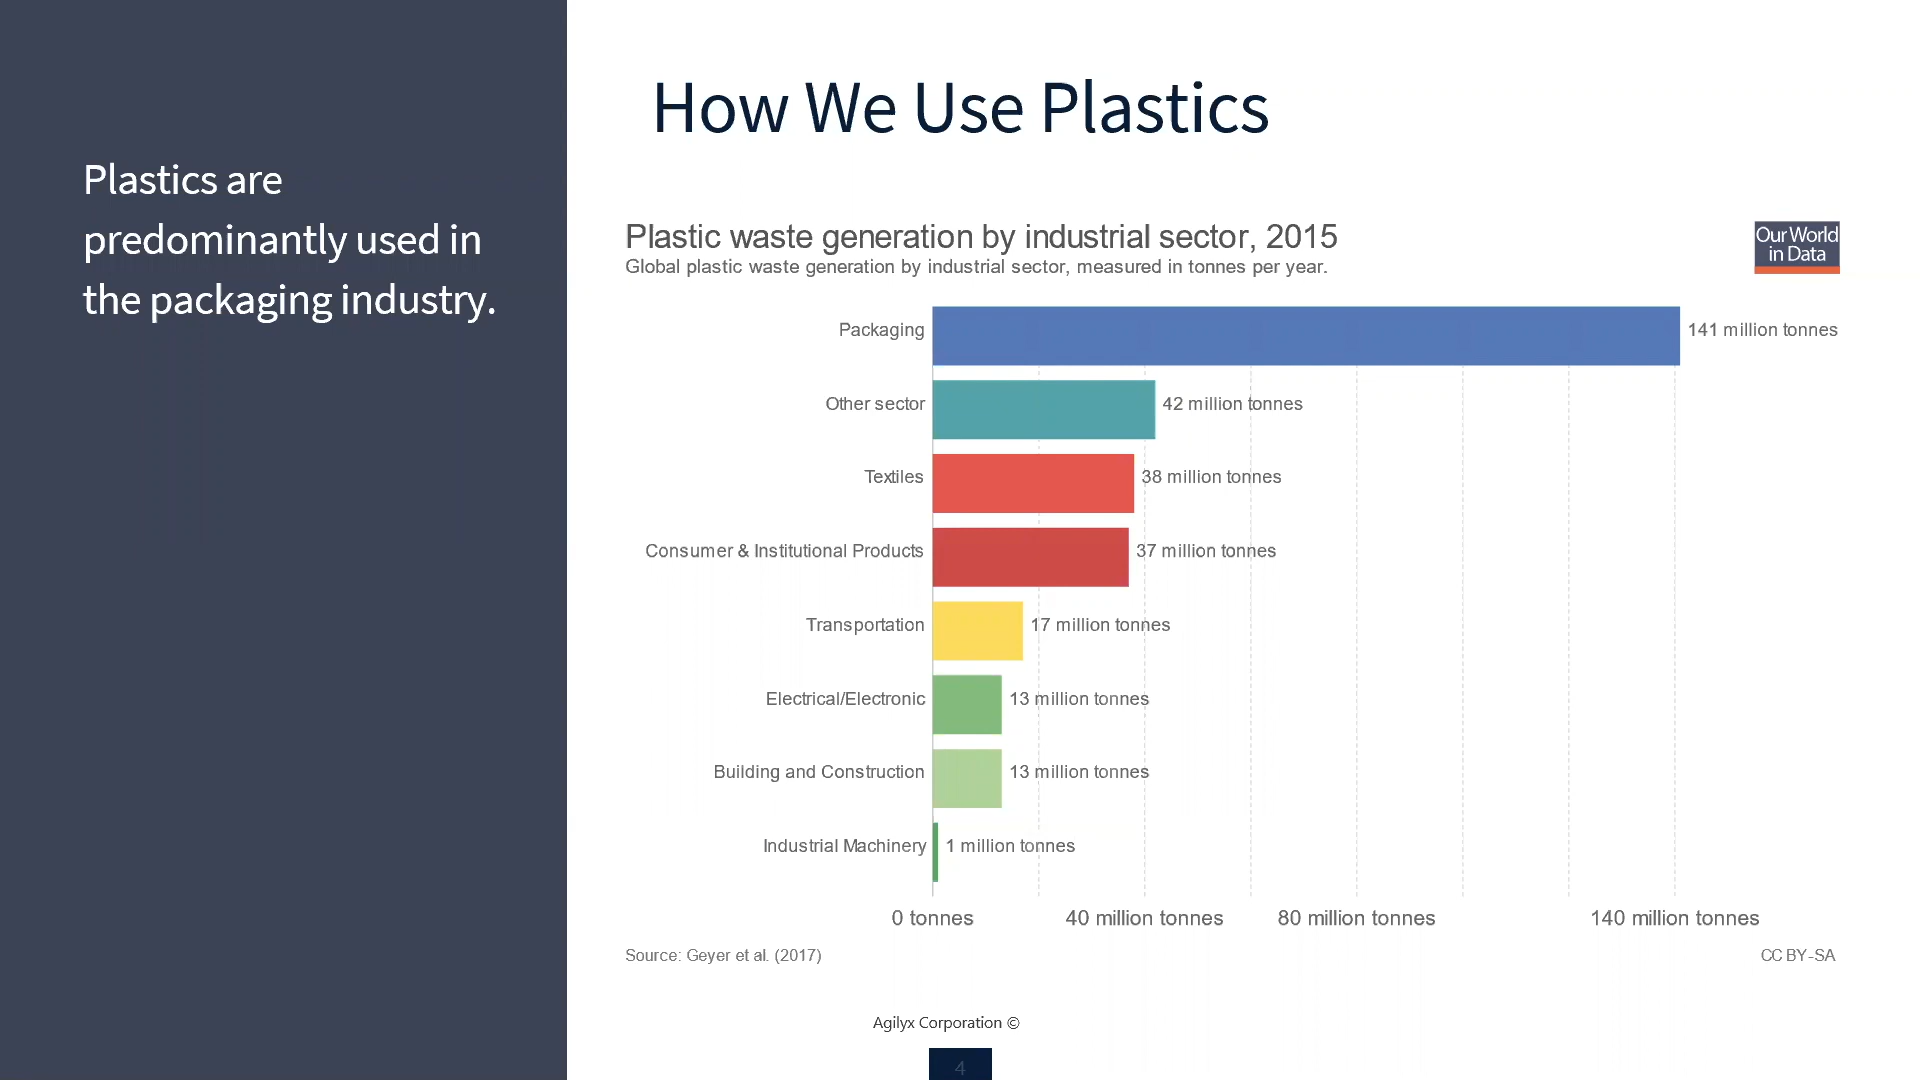 Plastics are
predominantly used in
the packaging industry.
How We Use Plastics
Plastic waste generation by industrial sector, 2015
Global plastic waste generation by industrial sector, measured in tonnes per year.
Our World
in Data
Packaging 141 million tonnes
Other sector 42 million tonnes
Textiles 38 million tonnes
Consumer & Institutional Products 37 million tonnes
Transportation 17 million tonnes
Electrical/Electronic 13 million tonnes
Building and Construction 13 million tonnes
Industrial Machinery 1 million tonnes
0 tonnes 40 million tonnes 80 million tonnes 140 million tonnes
Source: Geyer et al. (2017) CC BY-SA
Agilyx Corporation ©
4